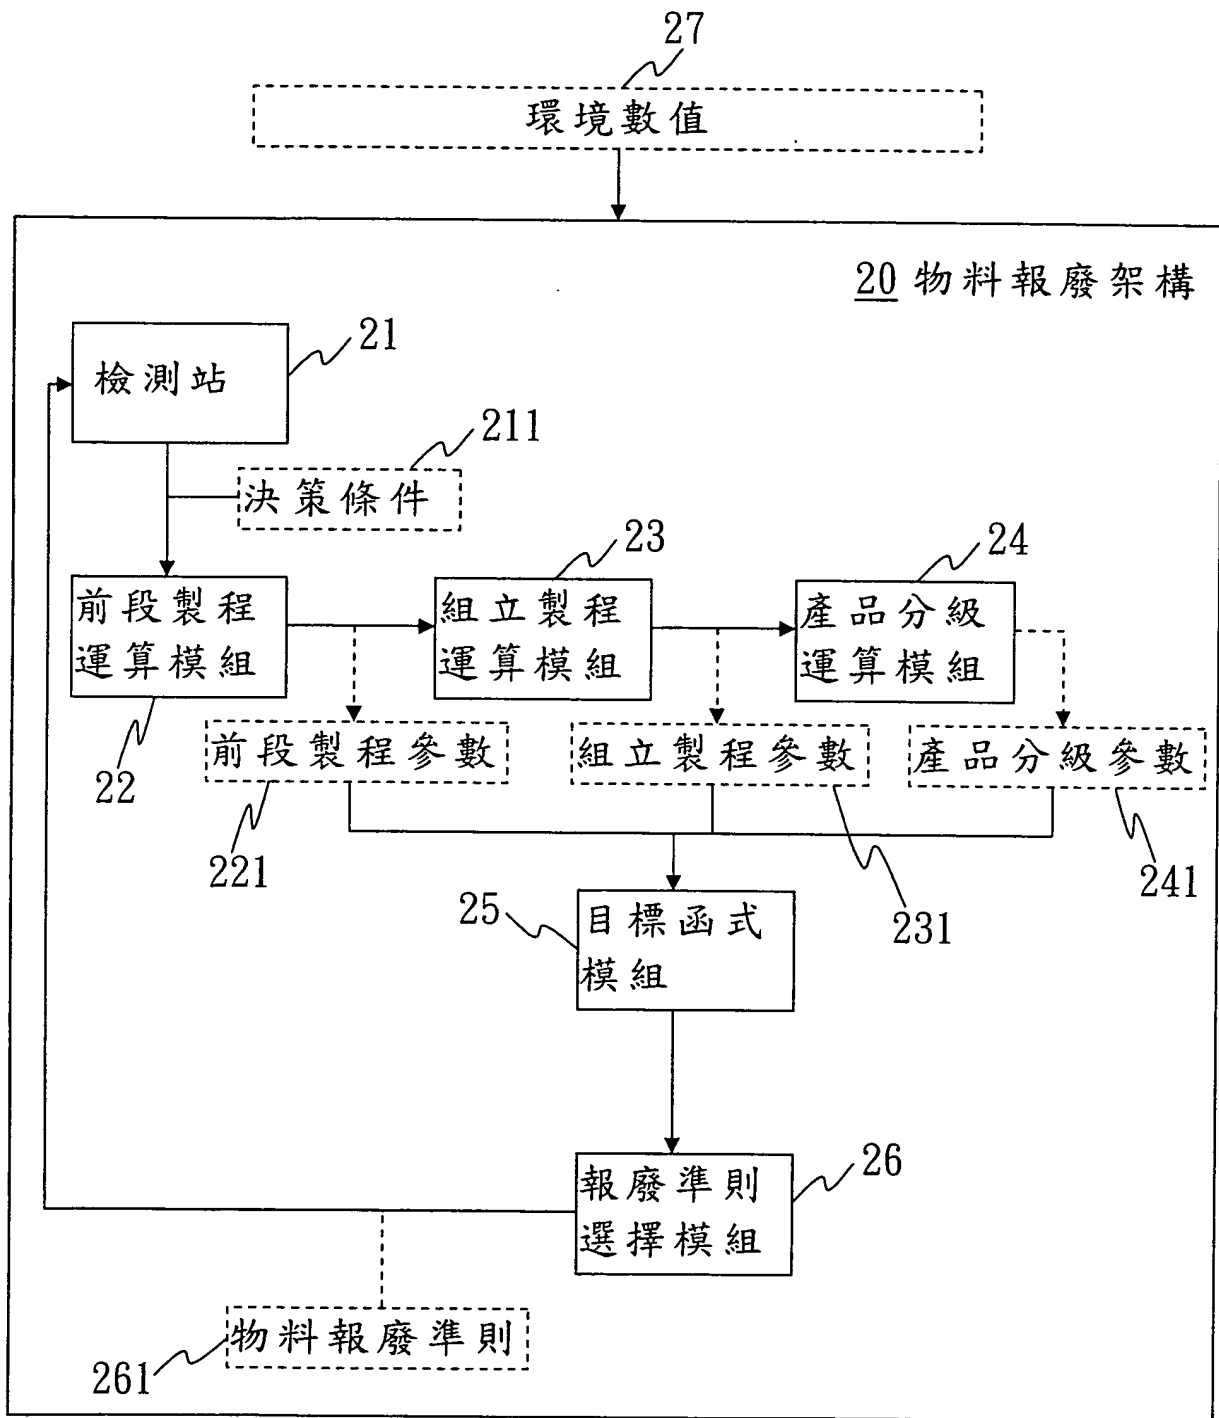 27
環境數值
20 物料報廢架構
21
檢測站
211
決策條件
23
24
前段製程
運算模組
組立製程
運算模組
產品分級
運算模組
22
前段製程參數
組立製程參數
產品分級參數
221
231
241
25
目標函式
模組
26
報廢準則
選擇模組
物料報廢準則
261